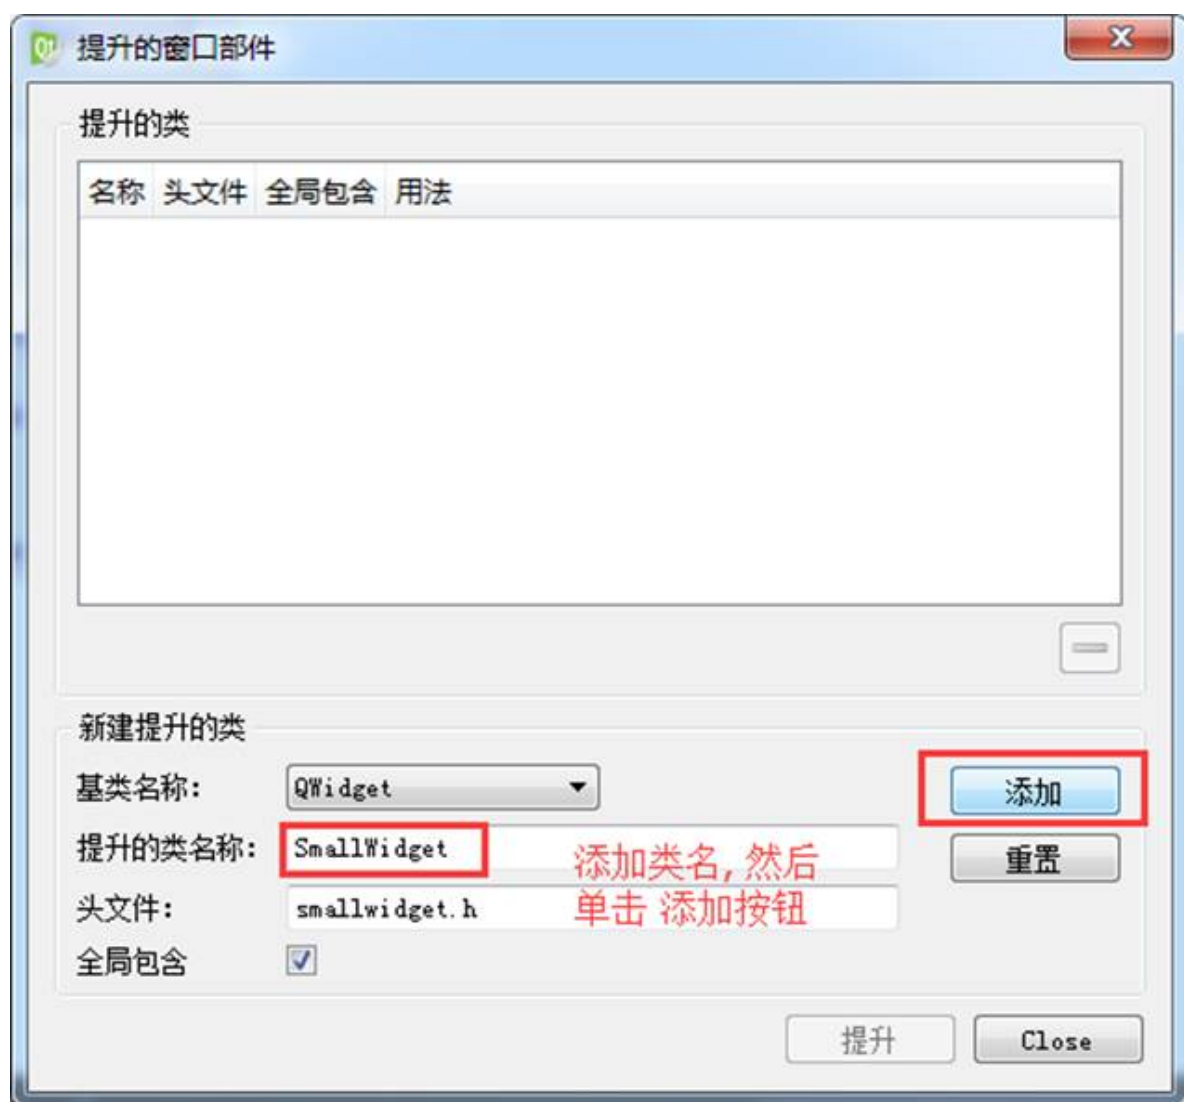 提升的窗口部件
提升的类
名称 头文件 全局包含 用法
新建提升的类
基类名称: QWidget 添加
提升的类名称: SmallWidget 添加类名, 然后 重置
头文件: smallwidget.h 单击 添加按钮
全局包含
提升 Close